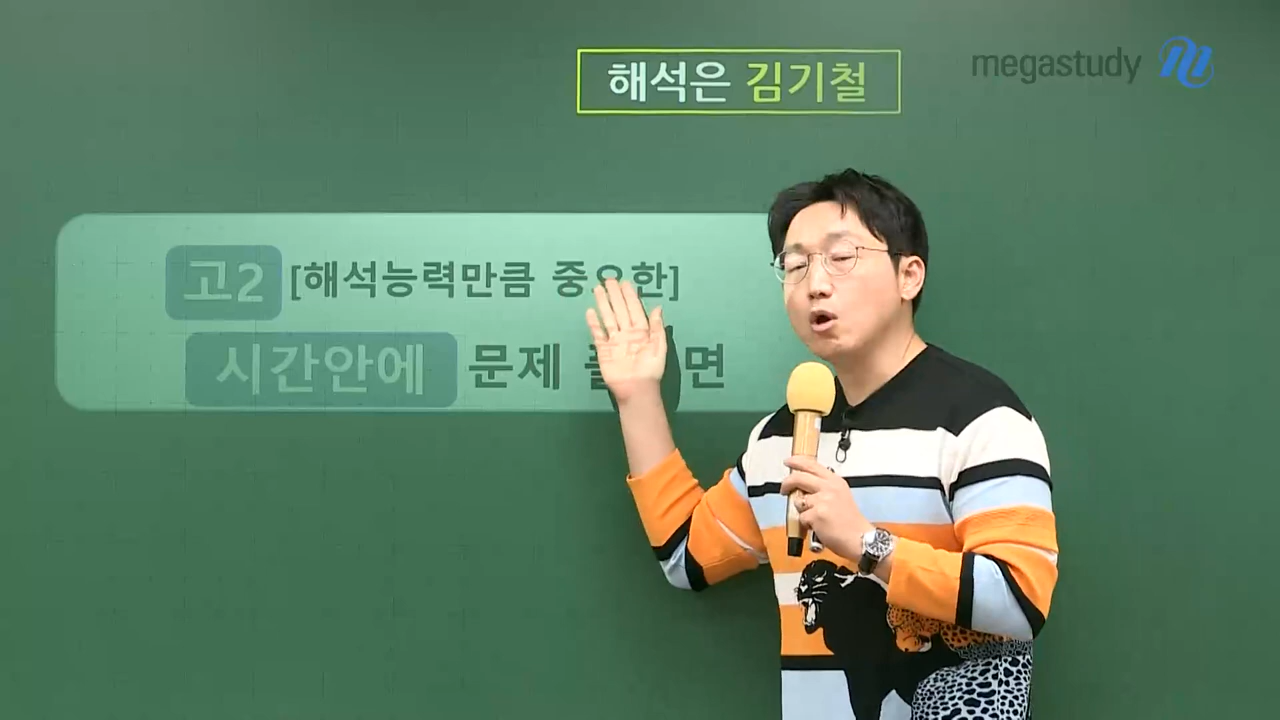 해석은 김기철
megastudy
고2 [해석능력만큼 중요한]
시간안에 문제 면